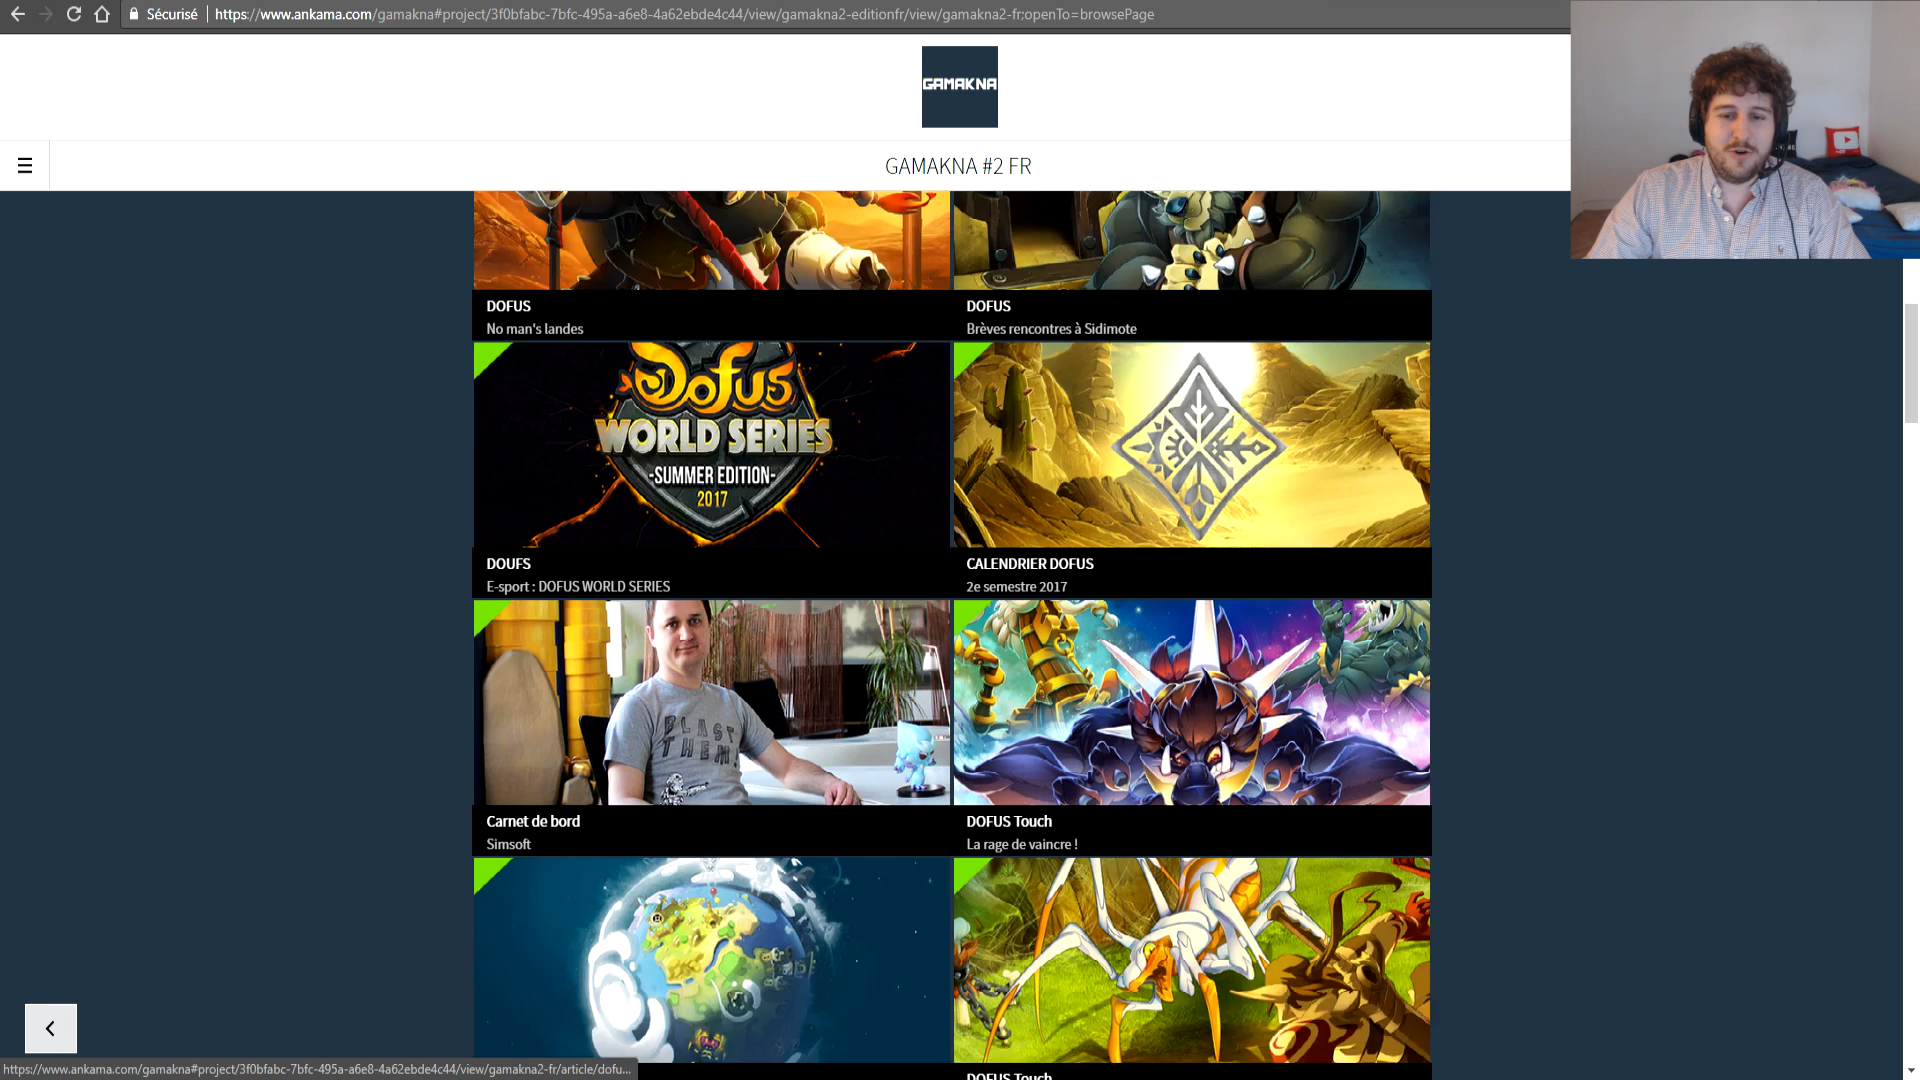 Sécurisé
https://www.ankama.com/gamakna#project/3f0bfabc-7bfc-495a-a6e8-4a62ebde4c44/view/gamakna2-editionfr/view/gamakna2-fr;openTo=browsePage
GAMAKNA
GAMAKNA #2 FR
DOFUS
No man's landes
DOFUS
Brèves rencontres à Sidimote
DOFUS
WORLD SERIES
-SUMMER EDITION-
2017
DOUFS
E-sport : DOFUS WORLD SERIES
CALENDRIER DOFUS
2e semestre 2017
BLAST
THEM!
Carnet de bord
Simsoft
DOFUS Touch
La rage de vaincre !
DOFUS Touch
https://www.ankama.com/gamakna#project/3f0bfabc-7bfc-495a-a6e8-4a62ebde4c44/view/gamakna2-fr/article/dofu...